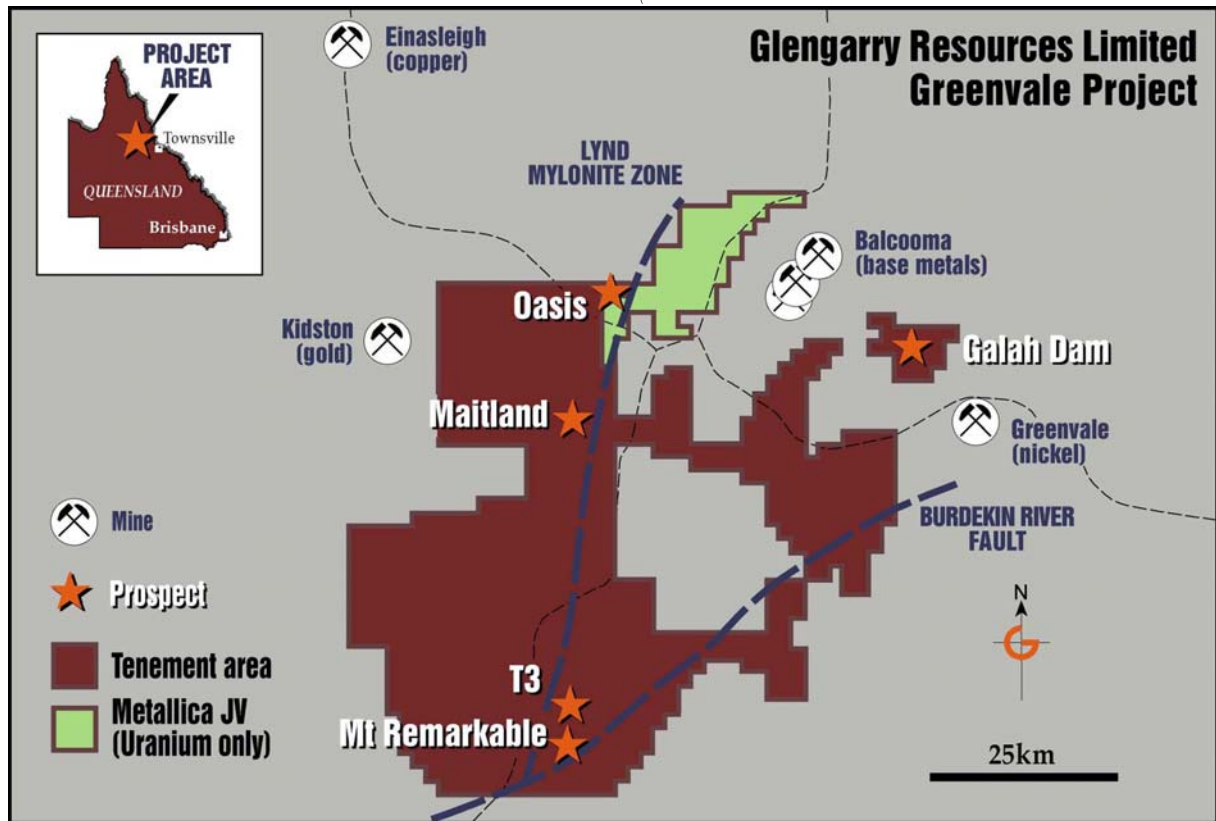 Glengarry Resources Limited
Greenvale Project
PROJECT
AREA
Townsville
QUEENSLAND
Brisbane
Einasleigh
(copper)
LYND
MYLONITE ZONE
Balcooma
(base metals)
Oasis
Kidston
(gold)
Galah Dam
Maitland
Greenvale
(nickel)
BURDEKIN RIVER
FAULT
Mine
Prospect
Tenement area
Metallica JV
(Uranium only)
T3
Mt Remarkable
N
25km